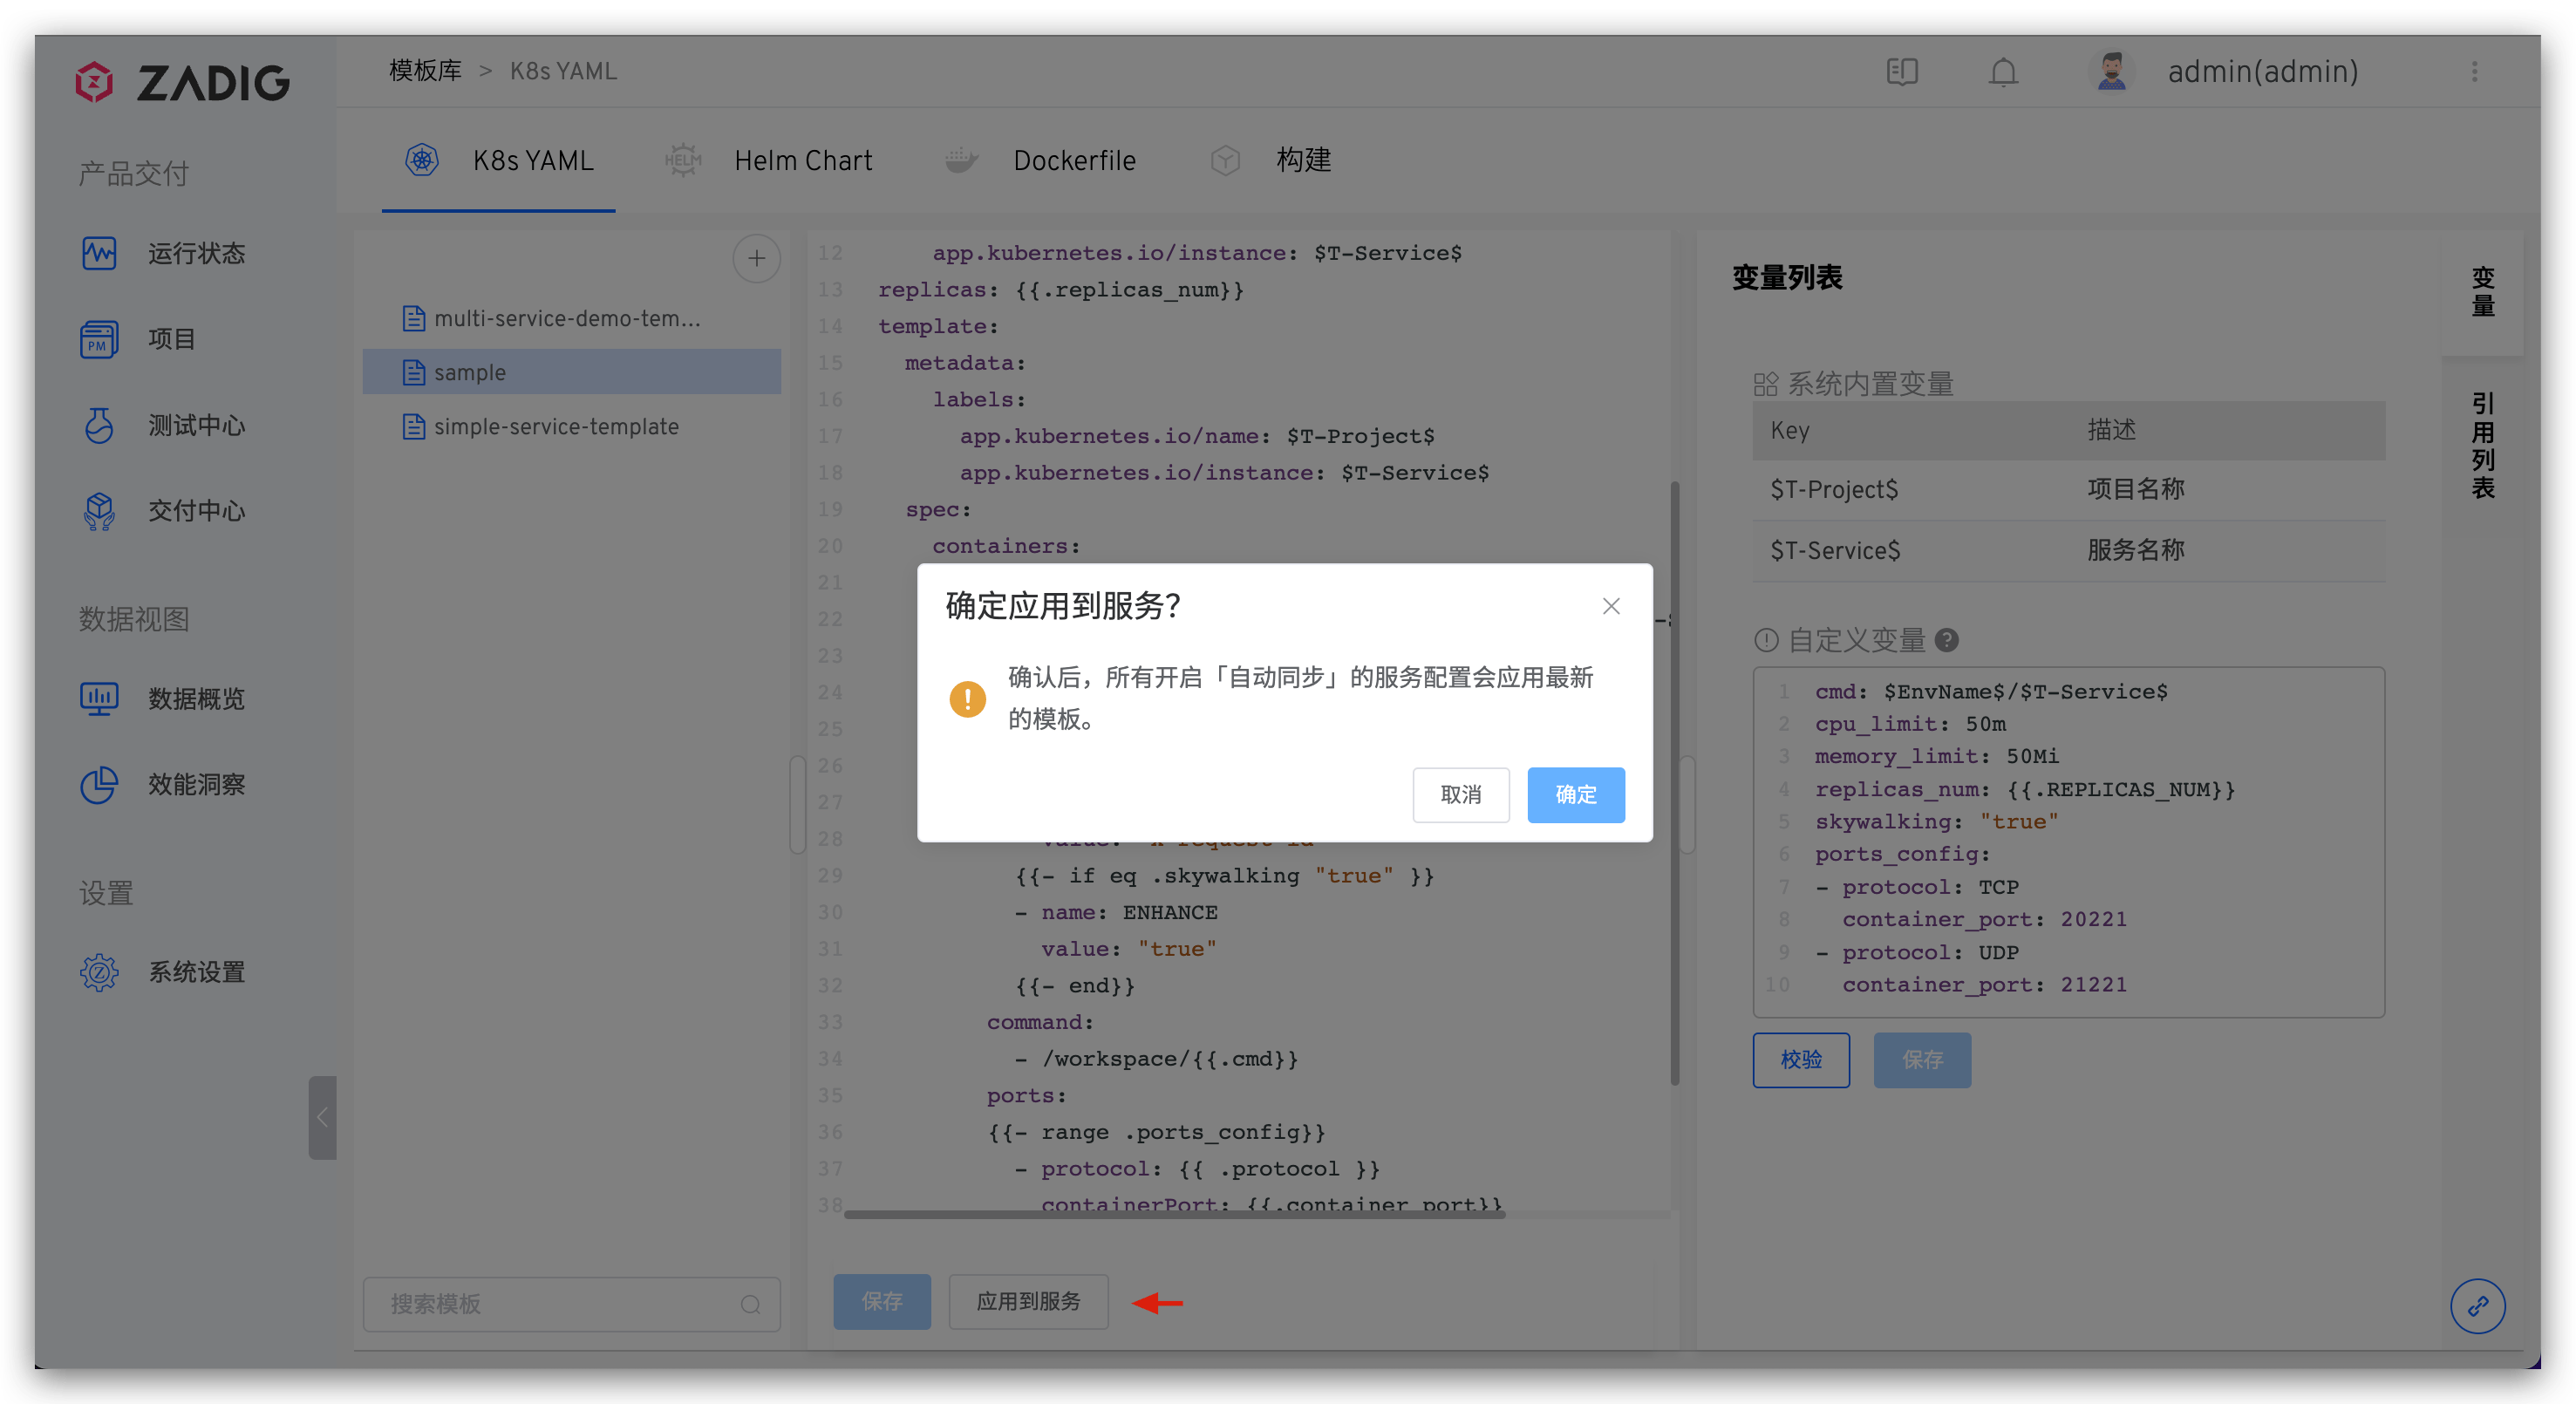 ZADIG
模板库 > K8s YAML
admin(admin)
产品交付
运行状态
PM
项目
测试中心
交付中心
数据视图
数据概览
效能洞察
设置
系统设置
K8s YAML
HELM
Helm Chart
Dockerfile
构建
multi-service-demo-tem...
sample
simple-service-template
搜索模板
12 app.kubernetes.io/instance: $T-Service$
13 replicas: {{.replicas_num}}
14 template:
15 metadata:
16 labels:
17 app.kubernetes.io/name: $T-Project$
18 app.kubernetes.io/instance: $T-Service$
19 spec:
20 containers:
21
22
23
24
25
26
27
28
29 {{- if eq .skywalking "true" }}
30 - name: ENHANCE
31 value: "true"
32 {{- end}}
33 command:
34 - /workspace/{{.cmd}}
35 ports:
36 {{- range .ports_config}}
37 - protocol: {{ .protocol }}
38 containerPort: {{.container_port}}
保存
应用到服务
确定应用到服务?
确认后，所有开启「自动同步」的服务配置会应用最新
的模板。
取消
确定
变量列表
系统内置变量
Key 描述
$T-Project$ 项目名称
$T-Service$ 服务名称
自定义变量
1 cmd: $EnvName$/$T-Service$
2 cpu_limit: 50m
3 memory_limit: 50Mi
4 replicas_num: {{.REPLICAS_NUM}}
5 skywalking: "true"
6 ports_config:
7 - protocol: TCP
8 container_port: 20221
9 - protocol: UDP
10 container_port: 21221
校验
保存
变量
引用列表